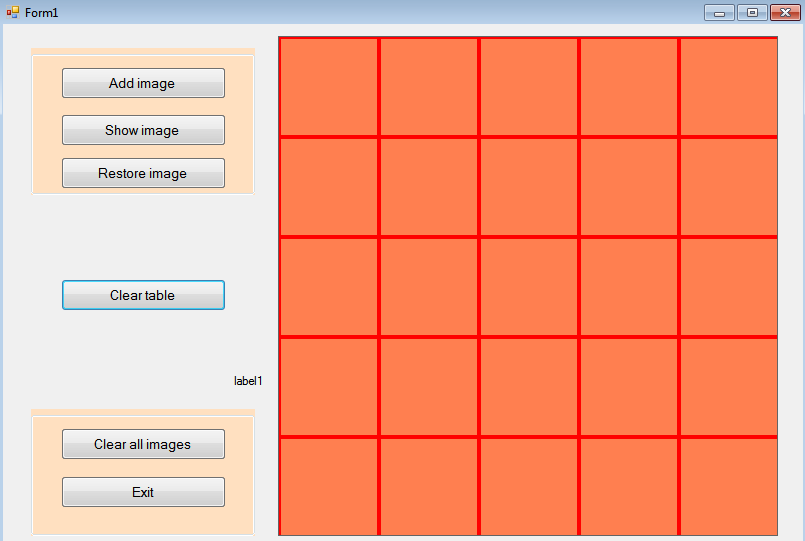 Form1
Add image
Show image
Restore image
Clear table
label1
Clear all images
Exit